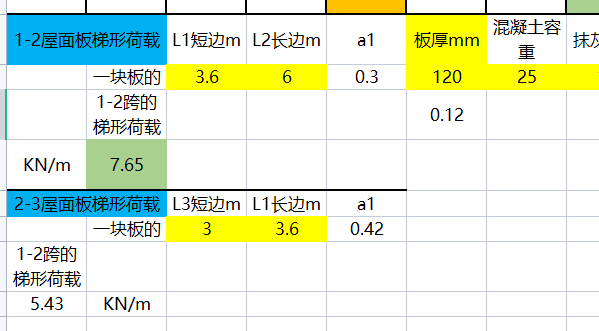 1-2屋面板梯形荷载 L1短边m L2长边m a1 板厚mm 混凝土容重
一块板的 3.6 6 0.3 120 25
1-2跨的
梯形荷载 0.12
KN/m 7.65
2-3屋面板梯形荷载 L3短边m L1长边m a1
一块板的 3 3.6 0.42
1-2跨的
梯形荷载
5.43 KN/m